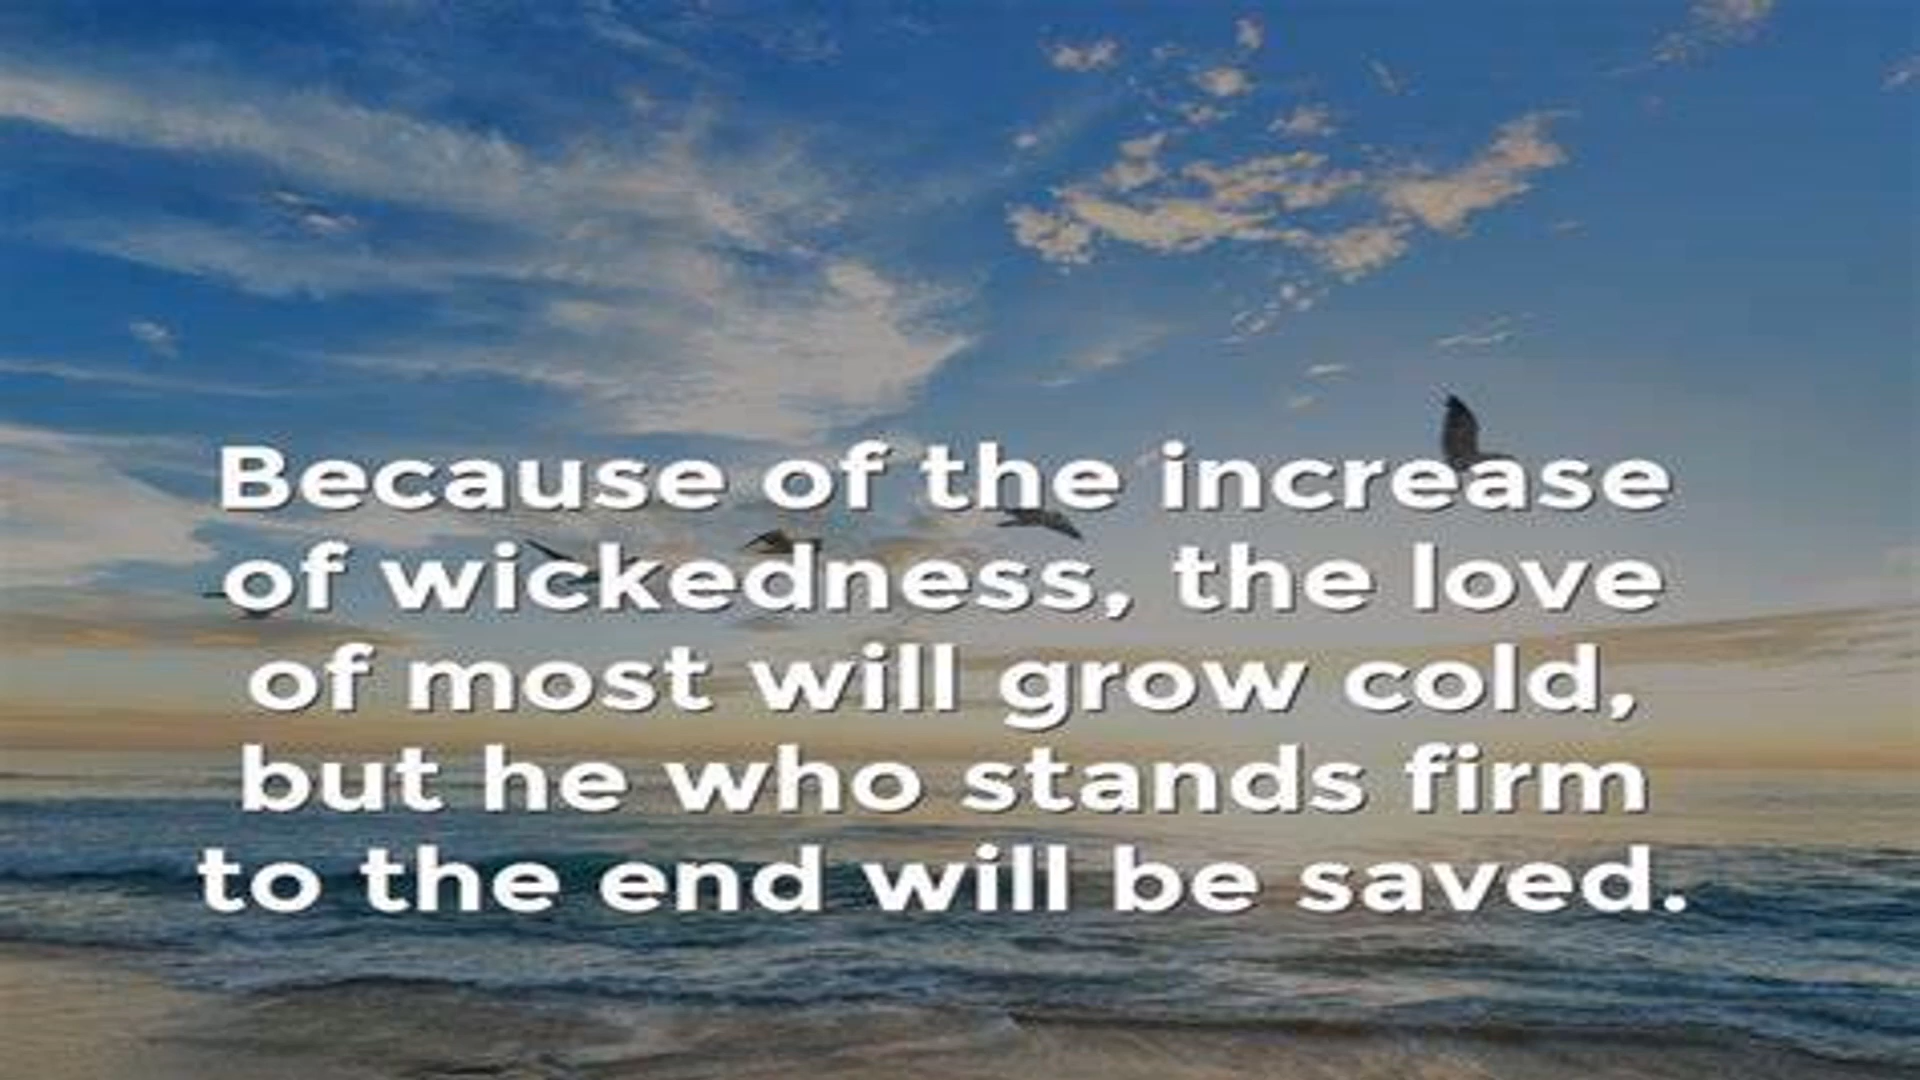 Because of the increase
of wickedness, the love
of most will grow cold,
but he who stands firm
to the end will be saved.